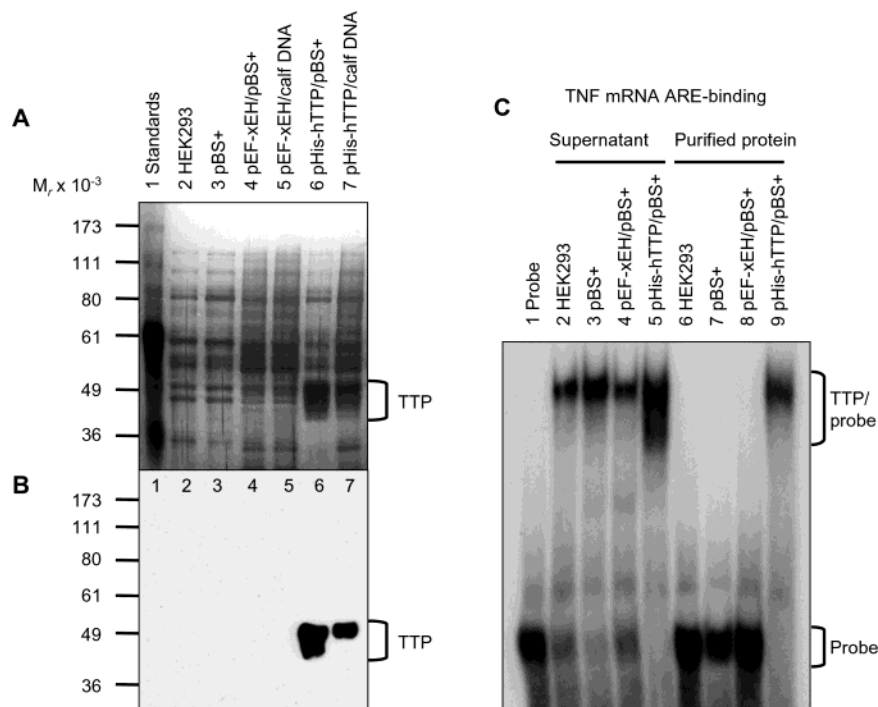 A
M_r x 10^-3
1 Standards
2 HEK293
3 pBS+
4 pEF-xEH/pBS+
5 pEF-xEH/calf DNA
6 pHis-hTTP/pBS+
7 pHis-hTTP/calf DNA
173
111
80
61
49
36
TTP
B
1 2 3 4 5 6 7
173
111
80
61
49
36
TTP
C
TNF mRNA ARE-binding
Supernatant Purified protein
1 Probe
2 HEK293
3 pBS+
4 pEF-xEH/pBS+
5 pHis-hTTP/pBS+
6 HEK293
7 pBS+
8 pEF-xEH/pBS+
9 pHis-hTTP/pBS+
TTP/
probe
Probe